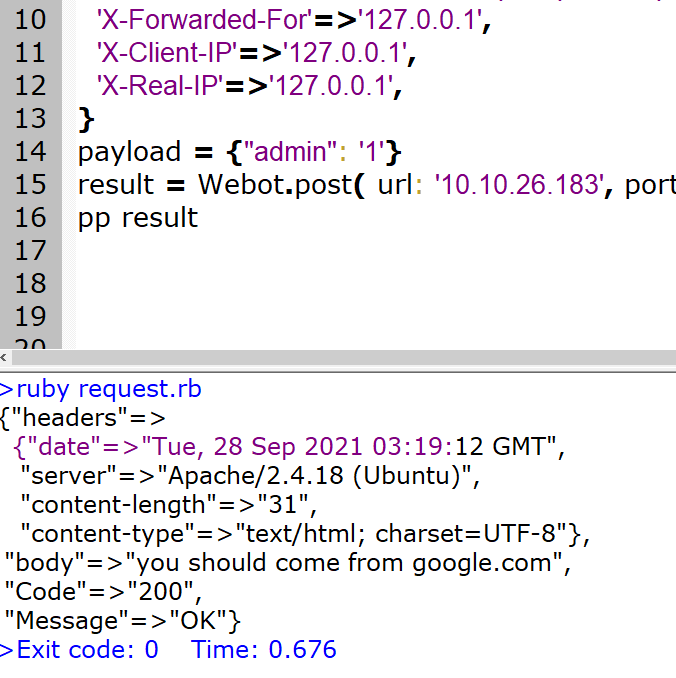 10 'X-Forwarded-For'=>'127.0.0.1',
11 'X-Client-IP'=>'127.0.0.1',
12 'X-Real-IP'=>'127.0.0.1',
13 }
14 payload = {"admin": '1'}
15 result = Webot.post( url: '10.10.26.183', port
16 pp result
17
18
19
20
>ruby request.rb
{"headers"=>
{"date"=>"Tue, 28 Sep 2021 03:19:12 GMT",
"server"=>"Apache/2.4.18 (Ubuntu)",
"content-length"=>"31",
"content-type"=>"text/html; charset=UTF-8"},
"body"=>"you should come from google.com",
"Code"=>"200",
"Message"=>"OK"}
>Exit code: 0 Time: 0.676